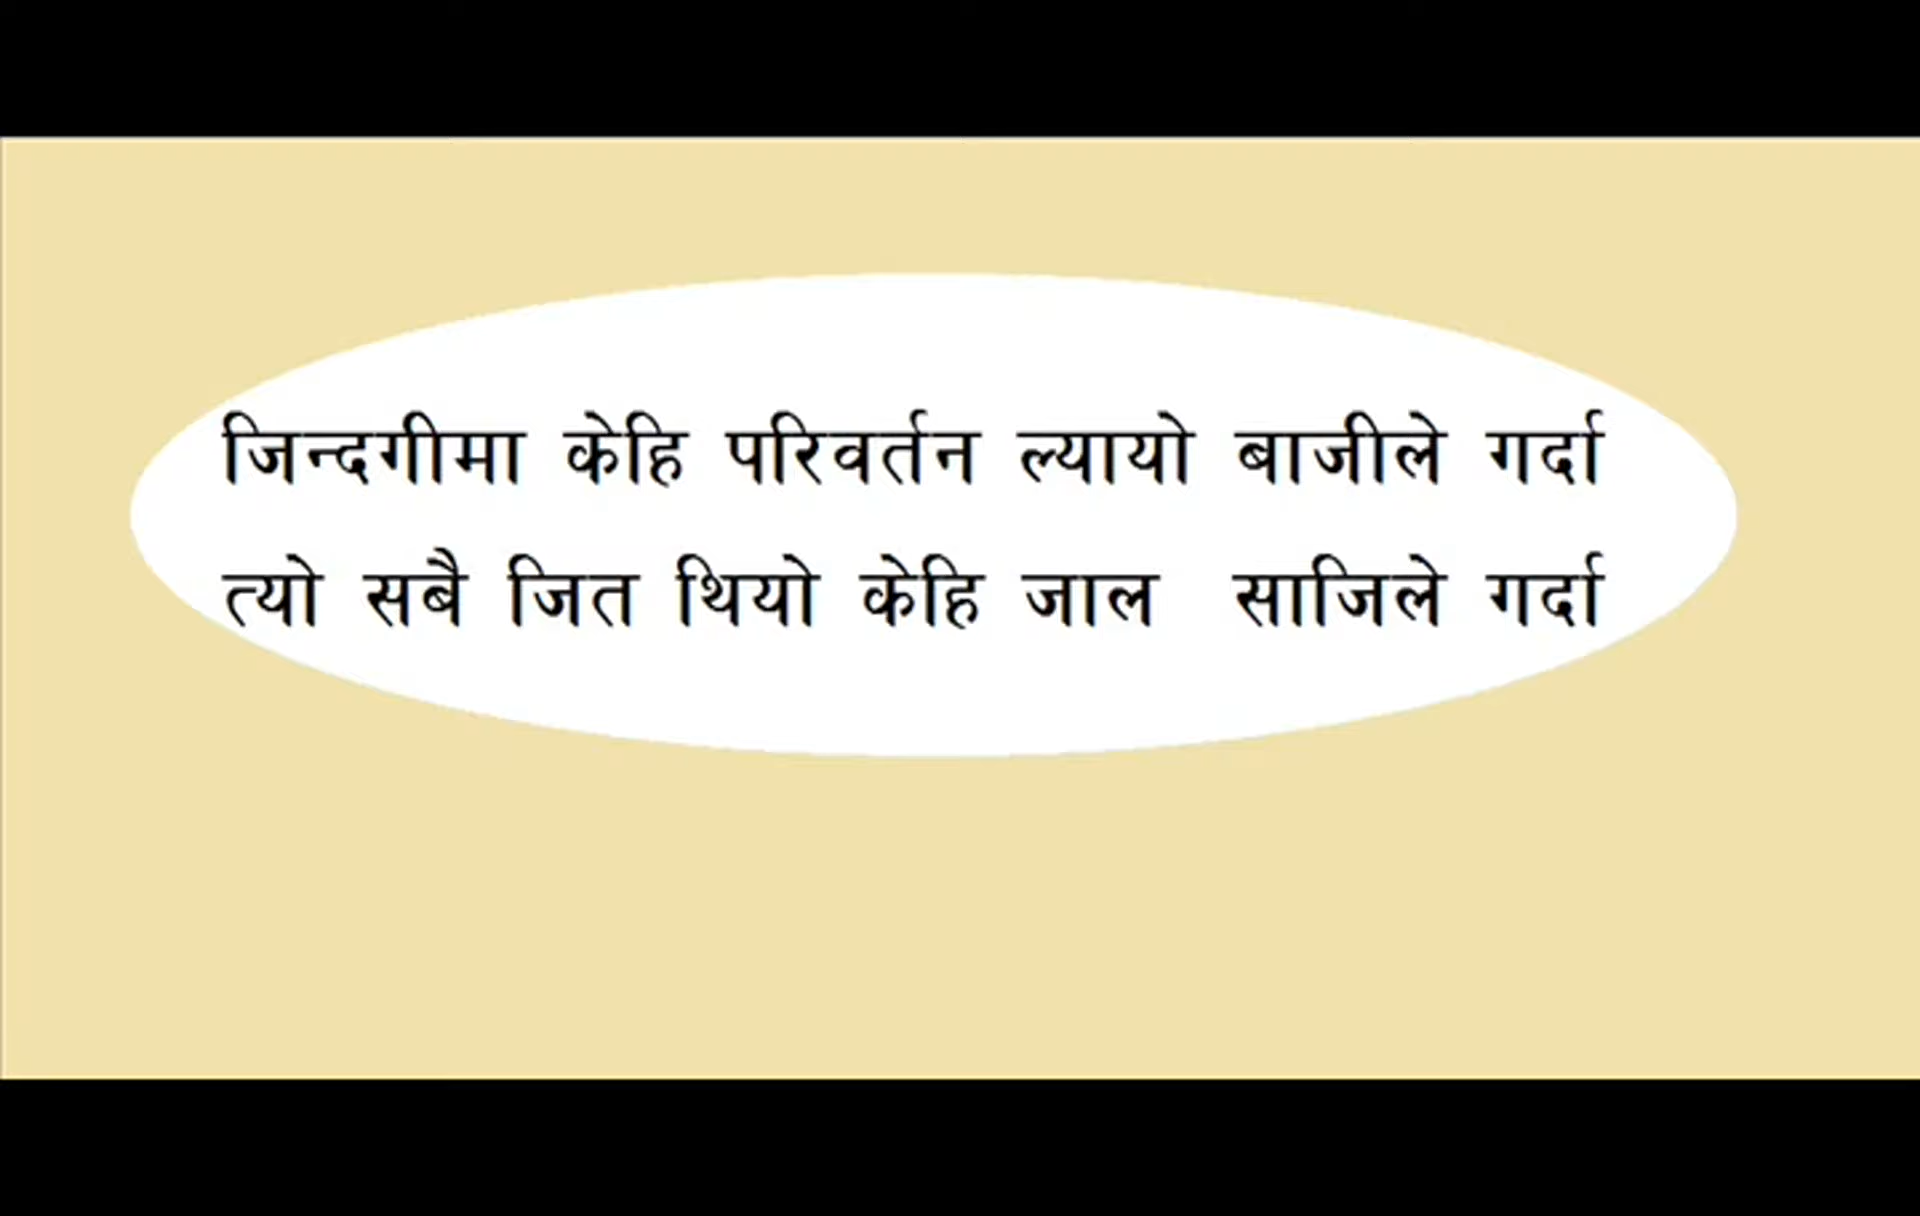 जिन्दगीमा केहि परिवर्तन ल्यायो बाजीले गर्दा
त्यो सबै जित थियो केहि जाल साजिले गर्दा